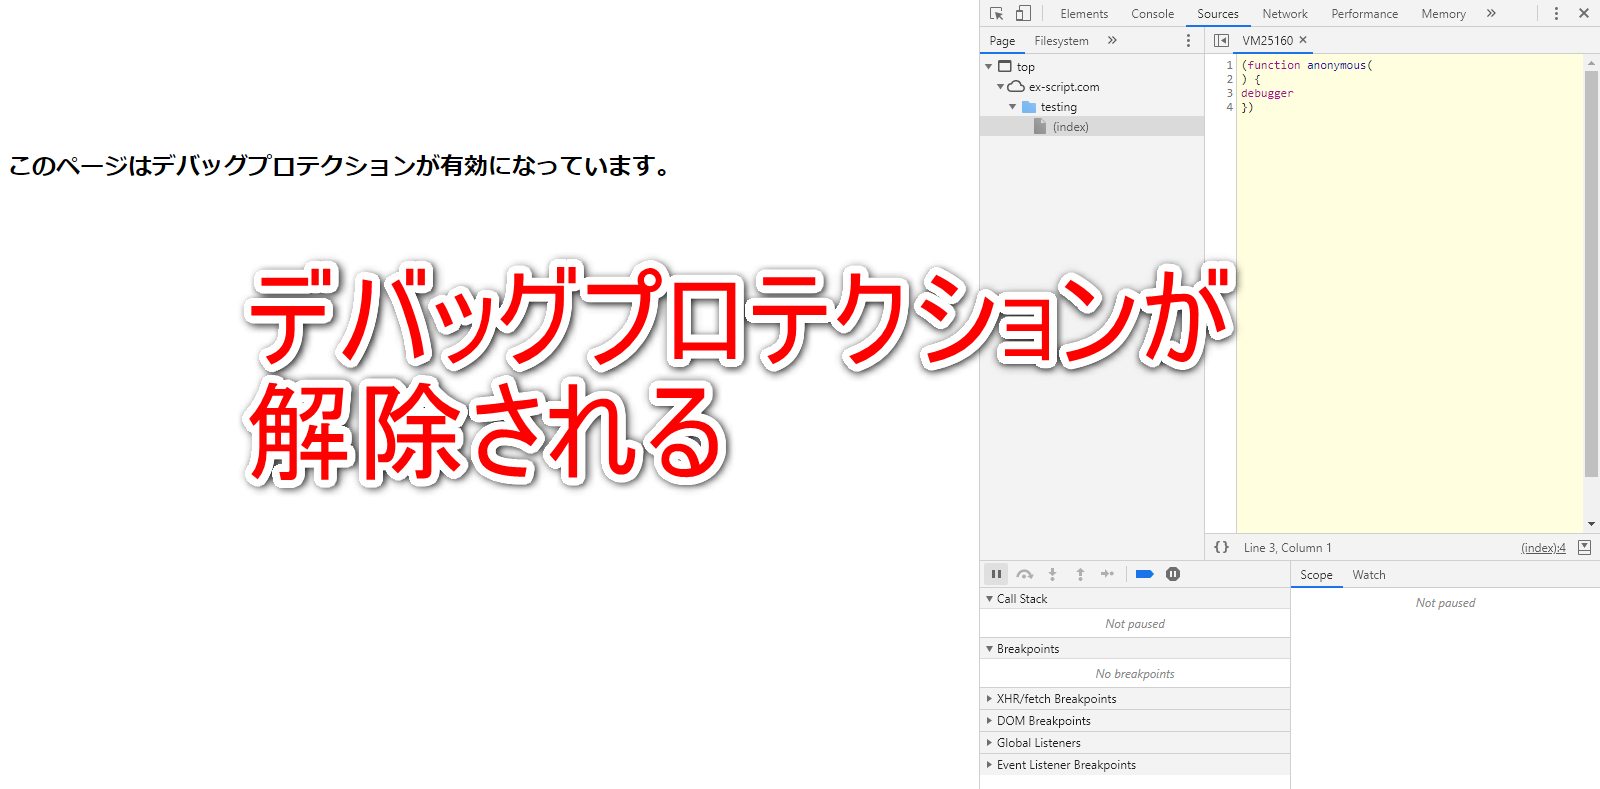 Elements Console Sources Network Performance Memory »
Page Filesystem »
VM25160 ×
top
ex-script.com
testing
(index)
1 (function anonymous(
2 ) {
3 debugger
4 })
このページはデバッグプロテクションが有効になっています。
デバッグプロテクションが
解除される
{} Line 3, Column 1 (index):4
Call Stack
Not paused
Breakpoints
No breakpoints
XHR/fetch Breakpoints
DOM Breakpoints
Global Listeners
Event Listener Breakpoints
Scope Watch
Not paused